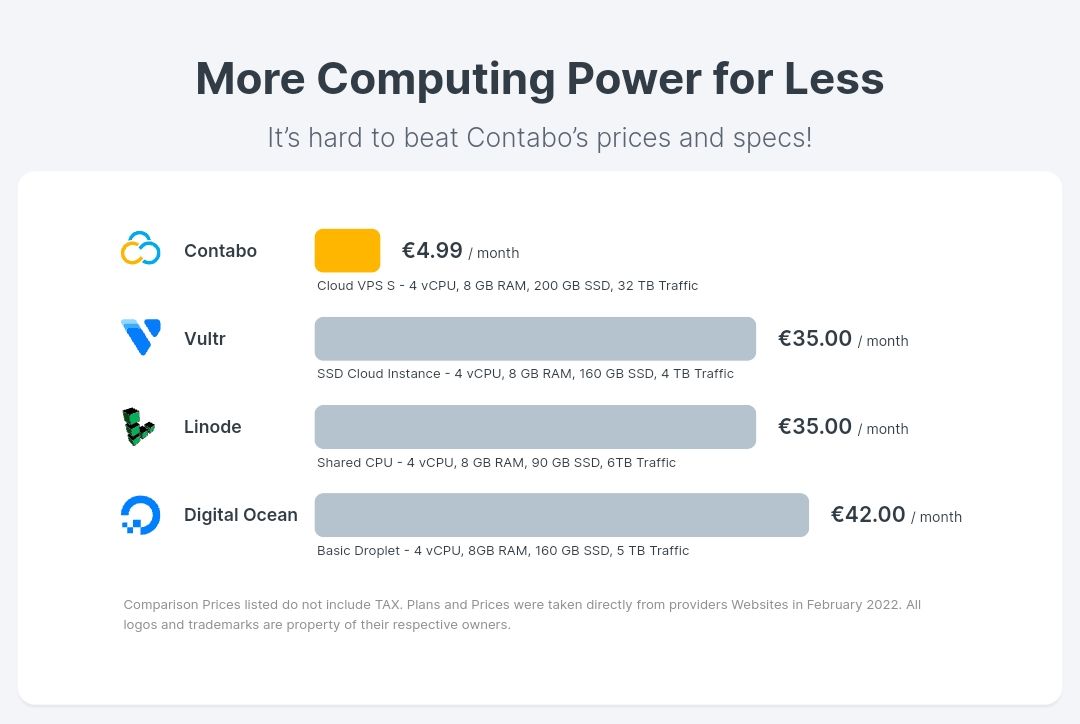 More Computing Power for Less
It’s hard to beat Contabo’s prices and specs!
Contabo
€4.99 / month
Cloud VPS S - 4 vCPU, 8 GB RAM, 200 GB SSD, 32 TB Traffic
Vultr
€35.00 / month
SSD Cloud Instance - 4 vCPU, 8 GB RAM, 160 GB SSD, 4 TB Traffic
Linode
€35.00 / month
Shared CPU - 4 vCPU, 8 GB RAM, 90 GB SSD, 6TB Traffic
Digital Ocean
€42.00 / month
Basic Droplet - 4 vCPU, 8GB RAM, 160 GB SSD, 5 TB Traffic
Comparison Prices listed do not include TAX. Plans and Prices were taken directly from providers Websites in February 2022. All
logos and trademarks are property of their respective owners.